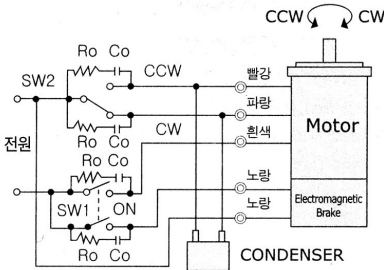 CCW CW
Ro Co
SW2 CCW 빨강
파랑
CW 흰색 Motor
전원 Ro Co
Ro Co
노랑
SW1 ON 노랑 Electromagnetic
Brake
Ro Co
CONDENSER